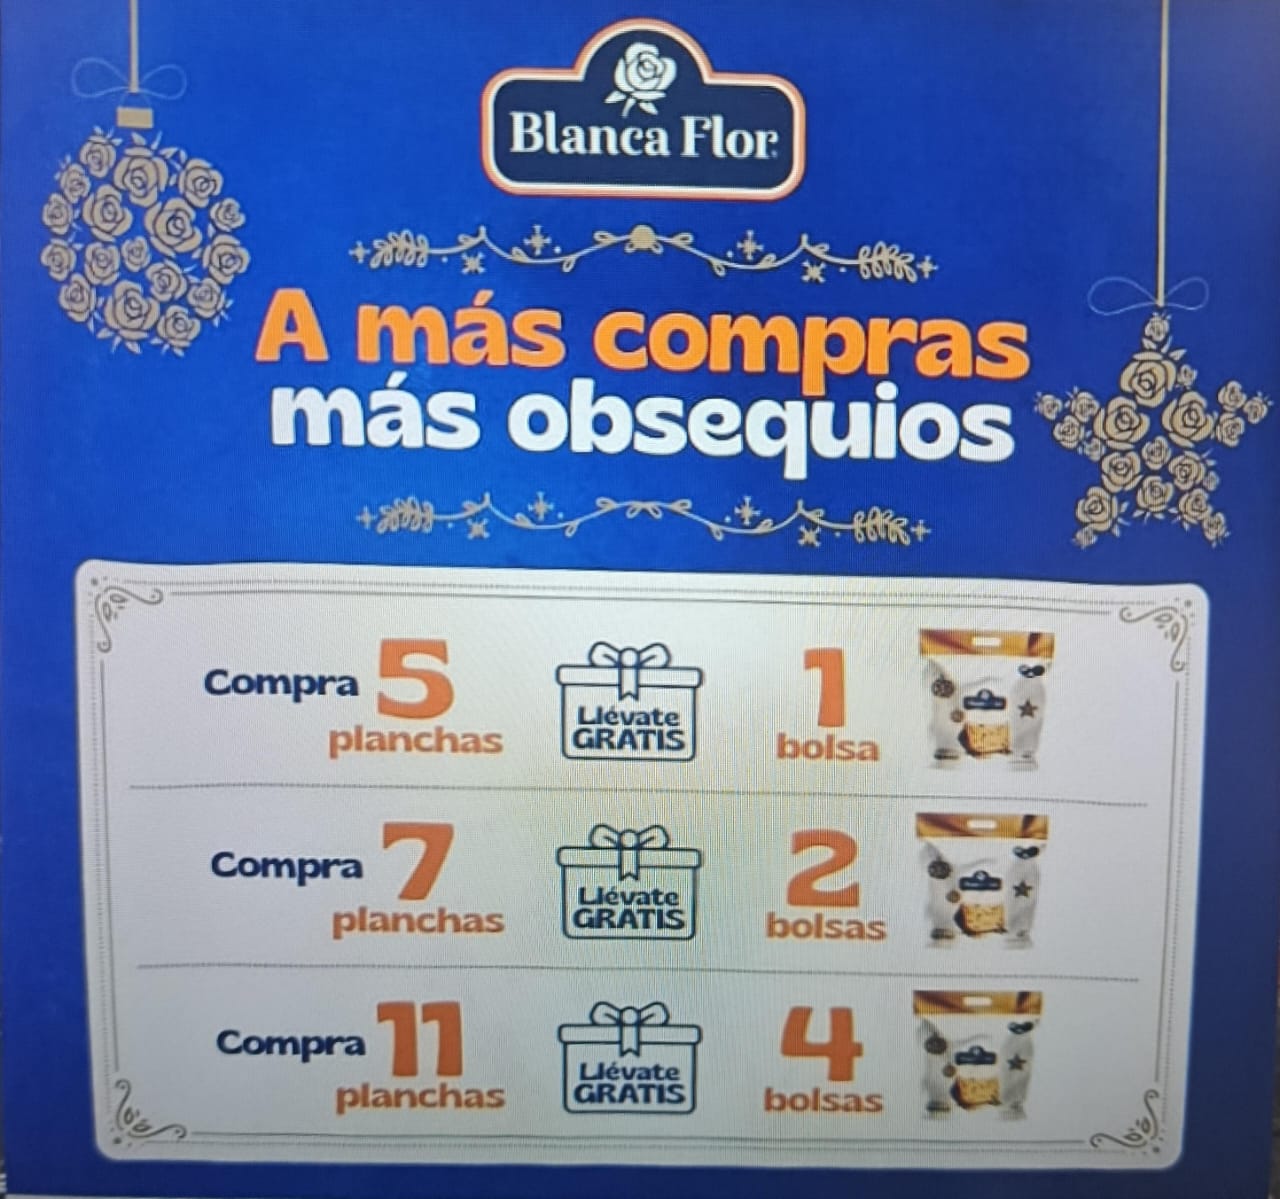 Blanca Flor
A más compras
más obsequios
Compra 5
planchas
Llévate
GRATIS
1
bolsa
Compra 7
planchas
Llévate
GRATIS
2
bolsas
Compra 11
planchas
Llévate
GRATIS
4
bolsas